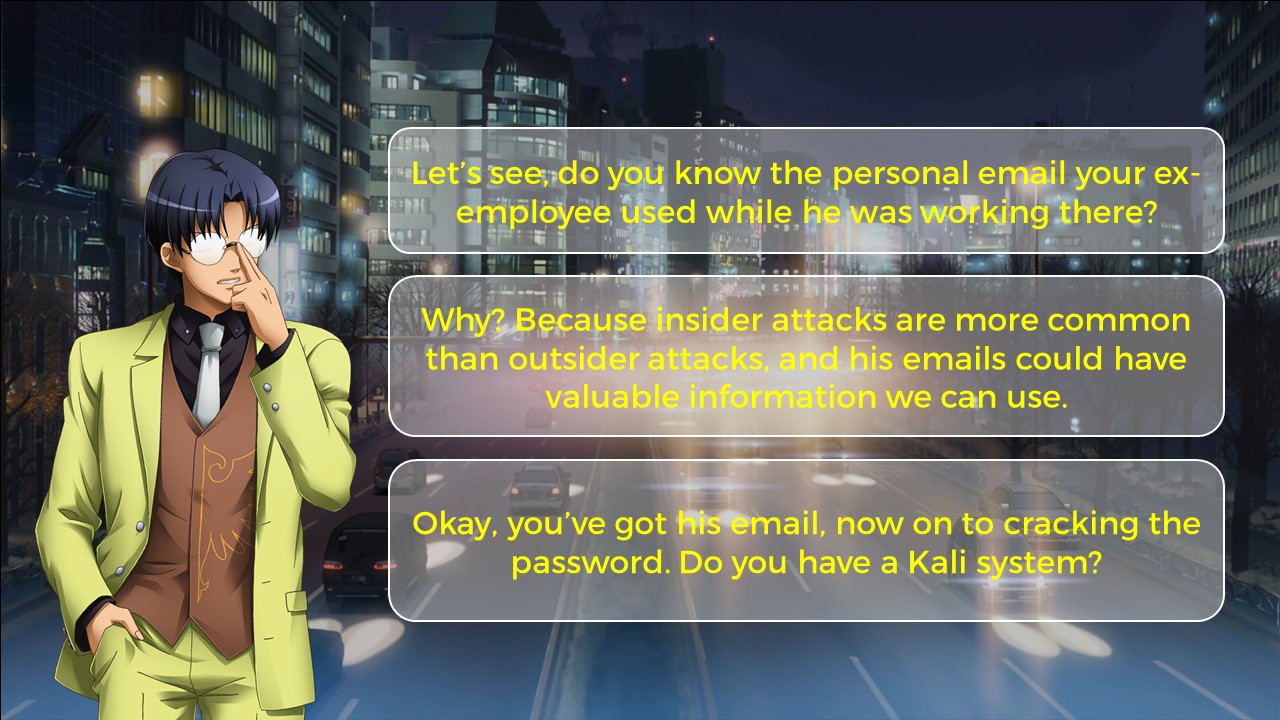 Let’s see, do you know the personal email your ex-
employee used while he was working there?
Why? Because insider attacks are more common
than outsider attacks, and his emails could have
valuable information we can use.
Okay, you’ve got his email, now on to cracking the
password. Do you have a Kali system?